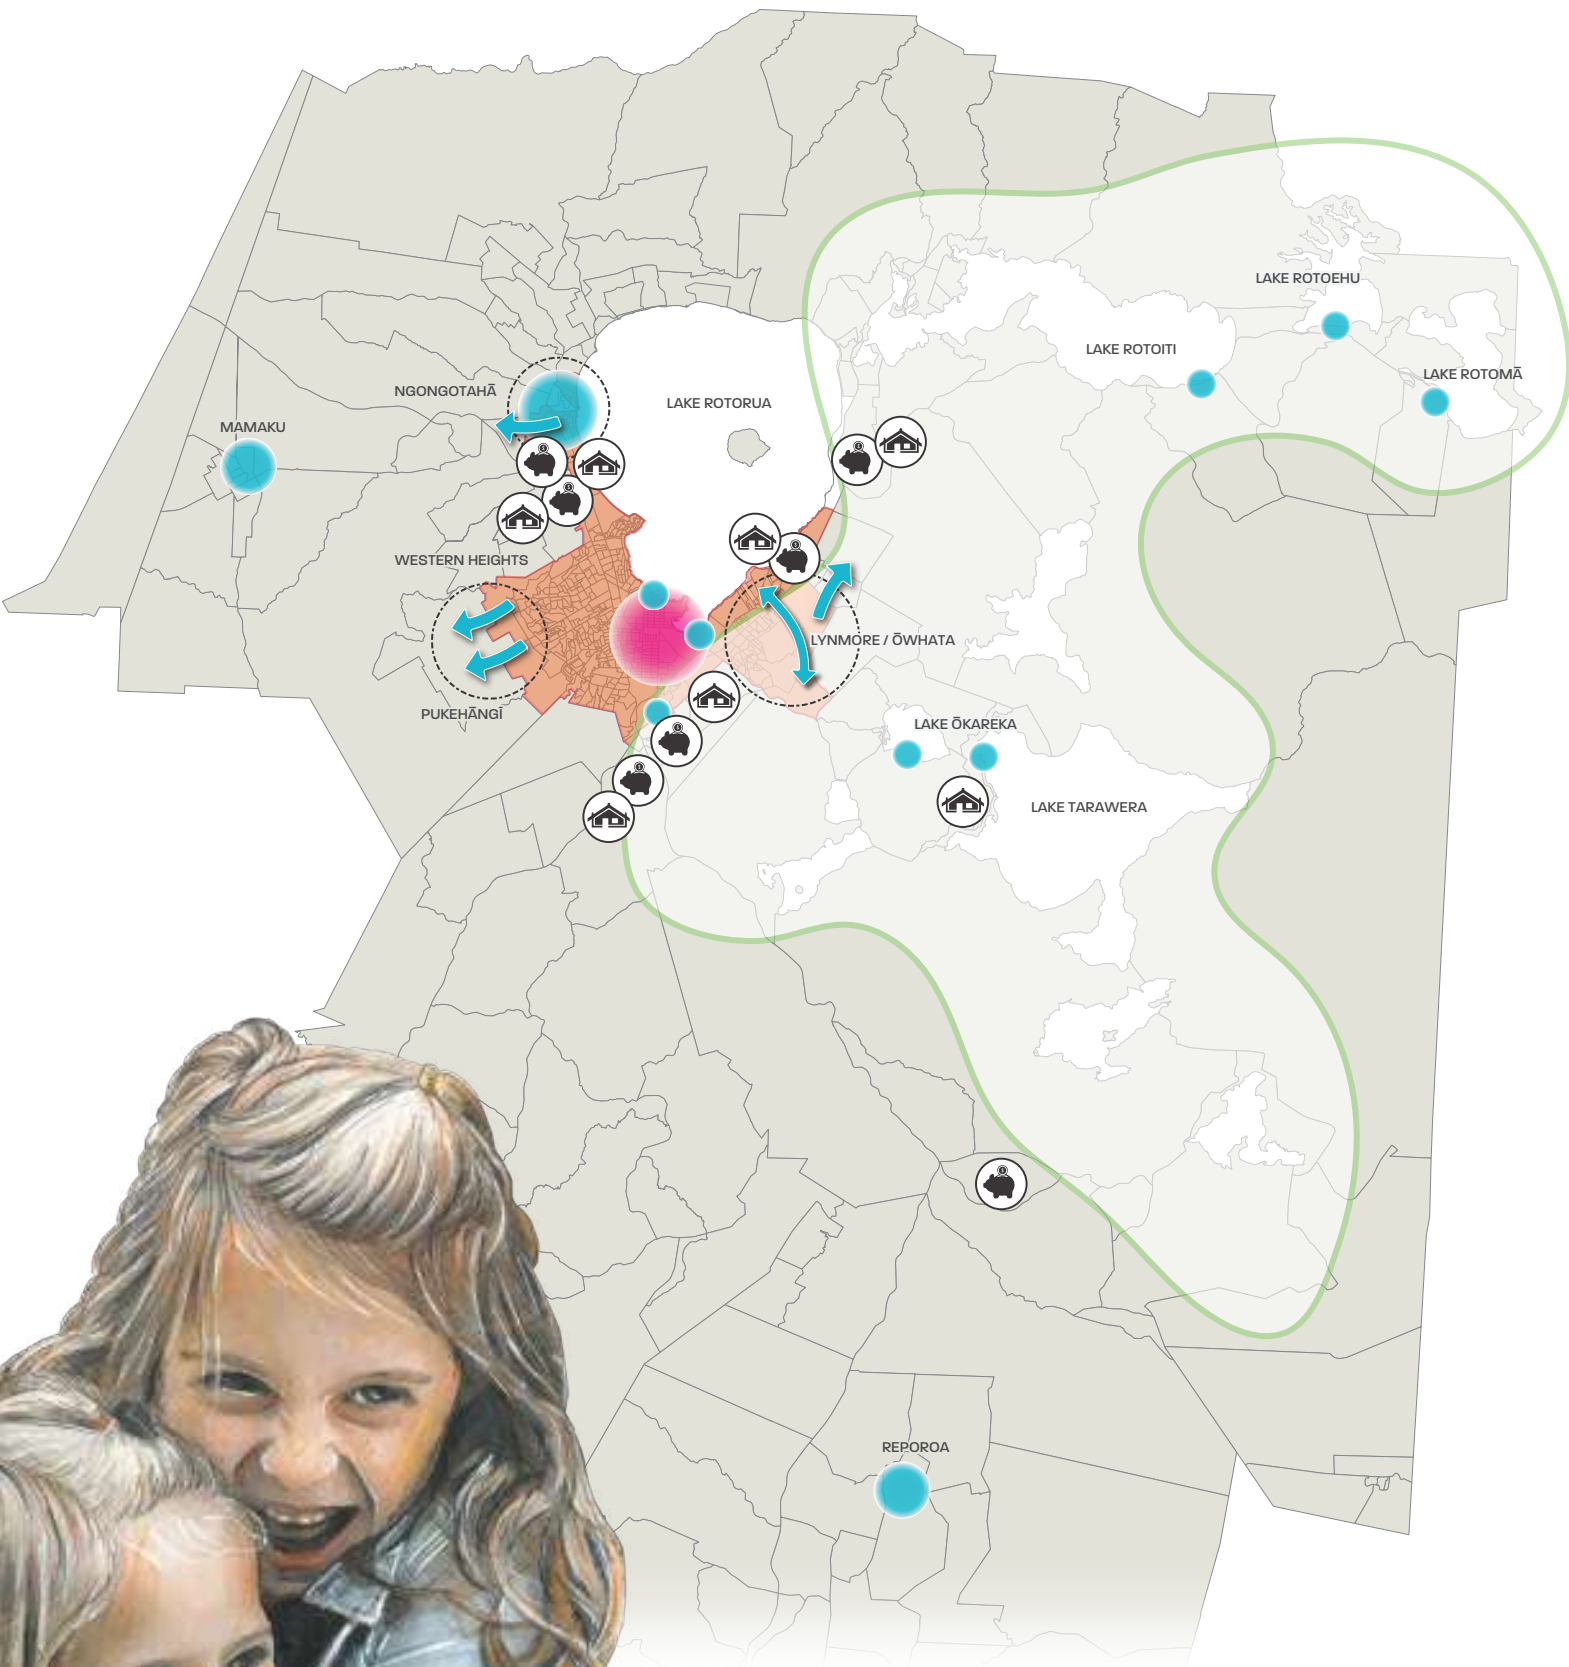 LAKE ROTOEHU
LAKE ROTOITI
LAKE ROTOMĀ
NGONGOTAHĀ
LAKE ROTORUA
MAMAKU
WESTERN HEIGHTS
LYNMORE / ŌWHATA
PUKEHĀNGI
LAKE ŌKAREKA
LAKE TARAWERA
REPOROA